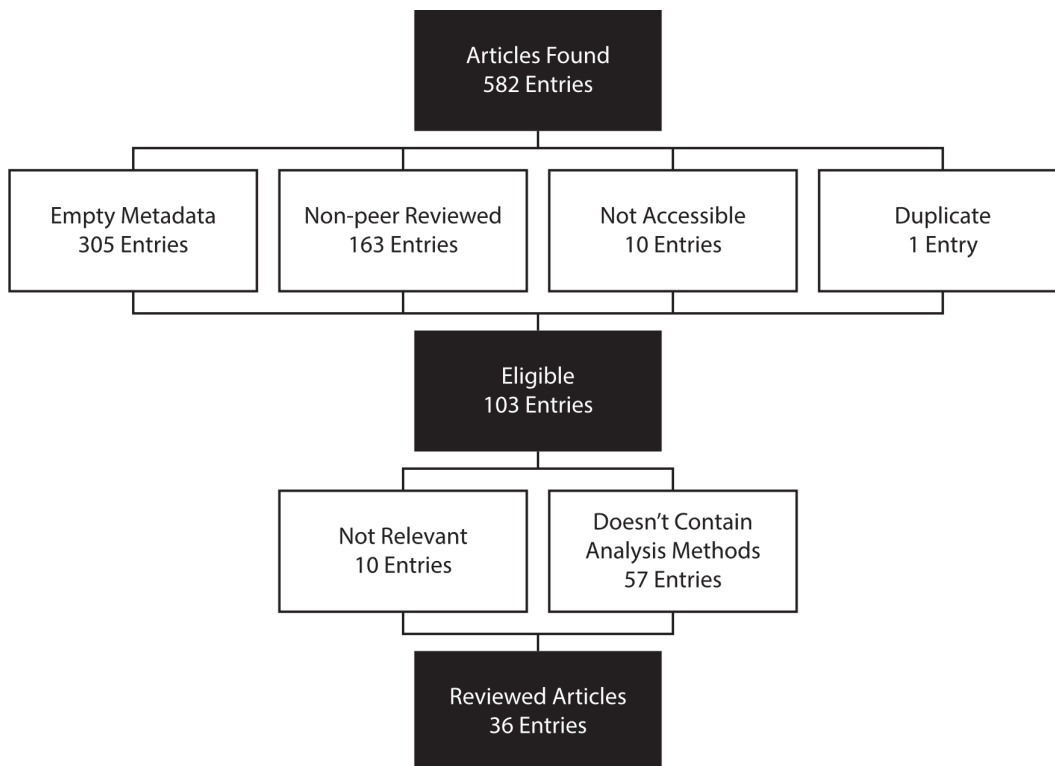 Articles Found
582 Entries
Empty Metadata
305 Entries
Non-peer Reviewed
163 Entries
Not Accessible
10 Entries
Duplicate
1 Entry
Eligible
103 Entries
Not Relevant
10 Entries
Doesn’t Contain
Analysis Methods
57 Entries
Reviewed Articles
36 Entries